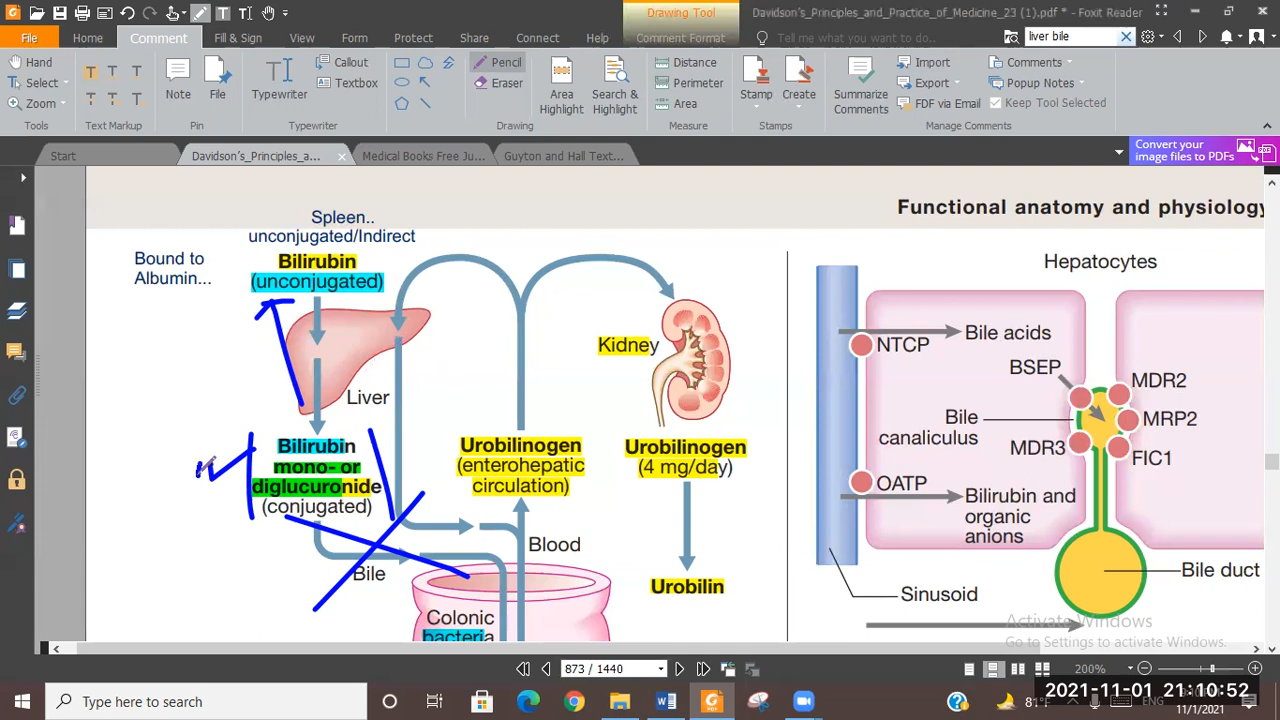 Drawing Tool
Davidson's_Principles_and_Practice_of_Medicine_23 (1).pdf * - Foxit Reader
File
Home
Comment
Fill & Sign
View
Form
Protect
Share
Connect
Help
Comment Format
Tell me what you want to do..
liver bile
Hand
Select
Zoom
Tools
Text Markup
Note
File
Pin
Typewriter
Callout
Textbox
Typewriter
Pencil
Eraser
Area
Highlight
Search &
Highlight
Drawing
Distance
Perimeter
Area
Measure
Stamp
Create
Stamps
Summarize
Comments
Import
Export
FDF via Email
Comments
Popup Notes
Keep Tool Selected
Manage Comments
Start
Davidson's_Principles_a...
Medical Books Free Ju...
Guyton and Hall Text...
Convert your
image files to PDFs
Functional anatomy and physiology
Spleen..
unconjugated/Indirect
Bound to
Albumin...
Bilirubin
(unconjugated)
Liver
Bilirubin
mono- or
diglucuronide
(conjugated)
Bile
Urobilinogen
(enterohepatic
circulation)
Blood
Colonic
bacteria
Kidney
Urobilinogen
(4 mg/day)
Urobilin
Hepatocytes
Bile acids
NTCP
BSEP
MDR2
Bile
canaliculus
MRP2
MDR3
FIC1
OATP
Bilirubin and
organic
anions
Bile duct
Sinusoid
Activate Windows
Go to Settings to activate Windows.
873 / 1440
200%
Type here to search
81°F
ENG
2021-11-01 21:10:52
11/1/2021